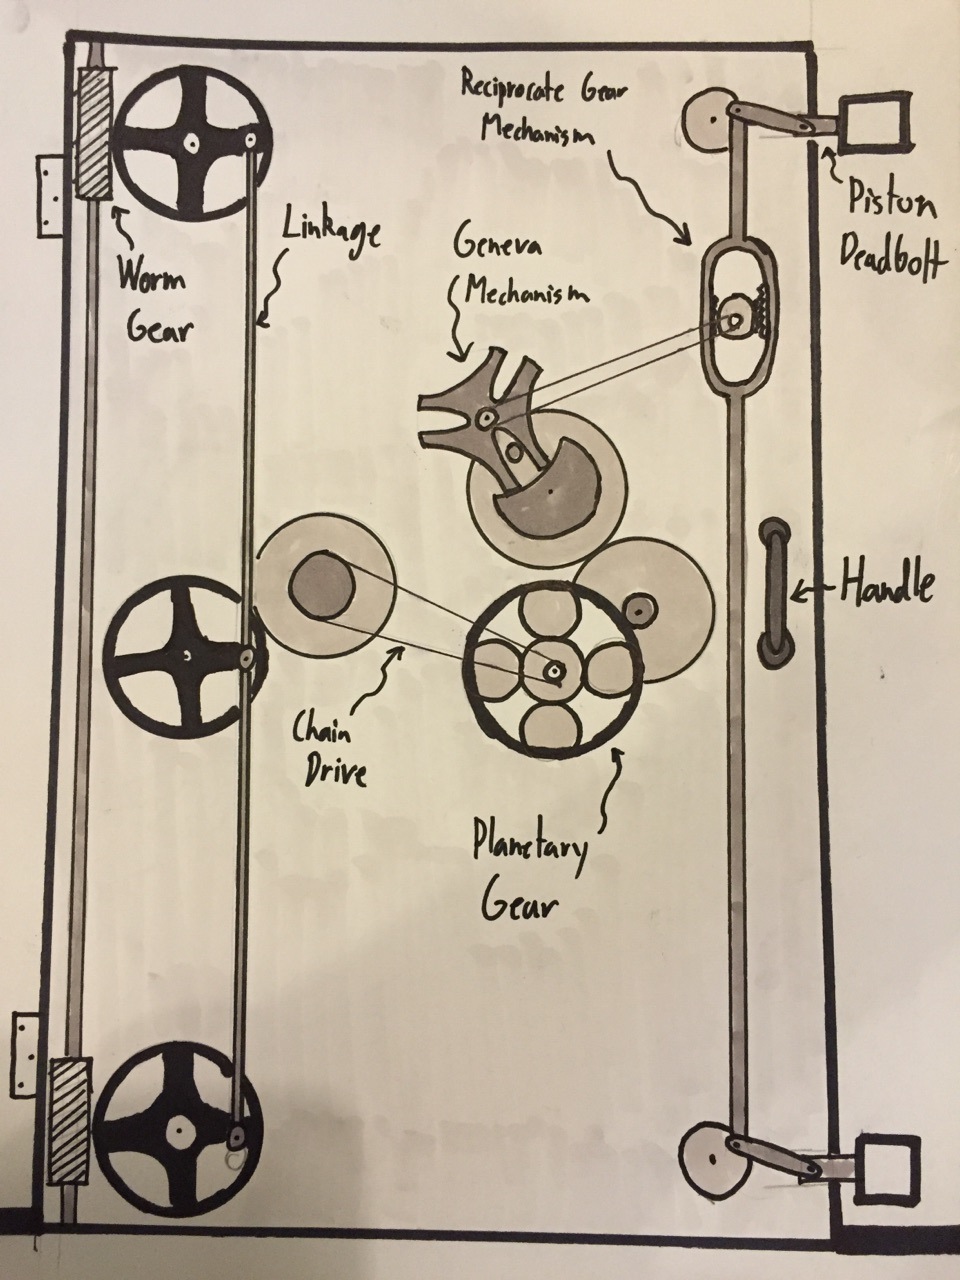 Reciprocate Gear
Mechanism
Piston
Deadbolt
Linkage
Geneva
Mechanism
Worm
Gear
Handle
Chain
Drive
Planetary
Gear